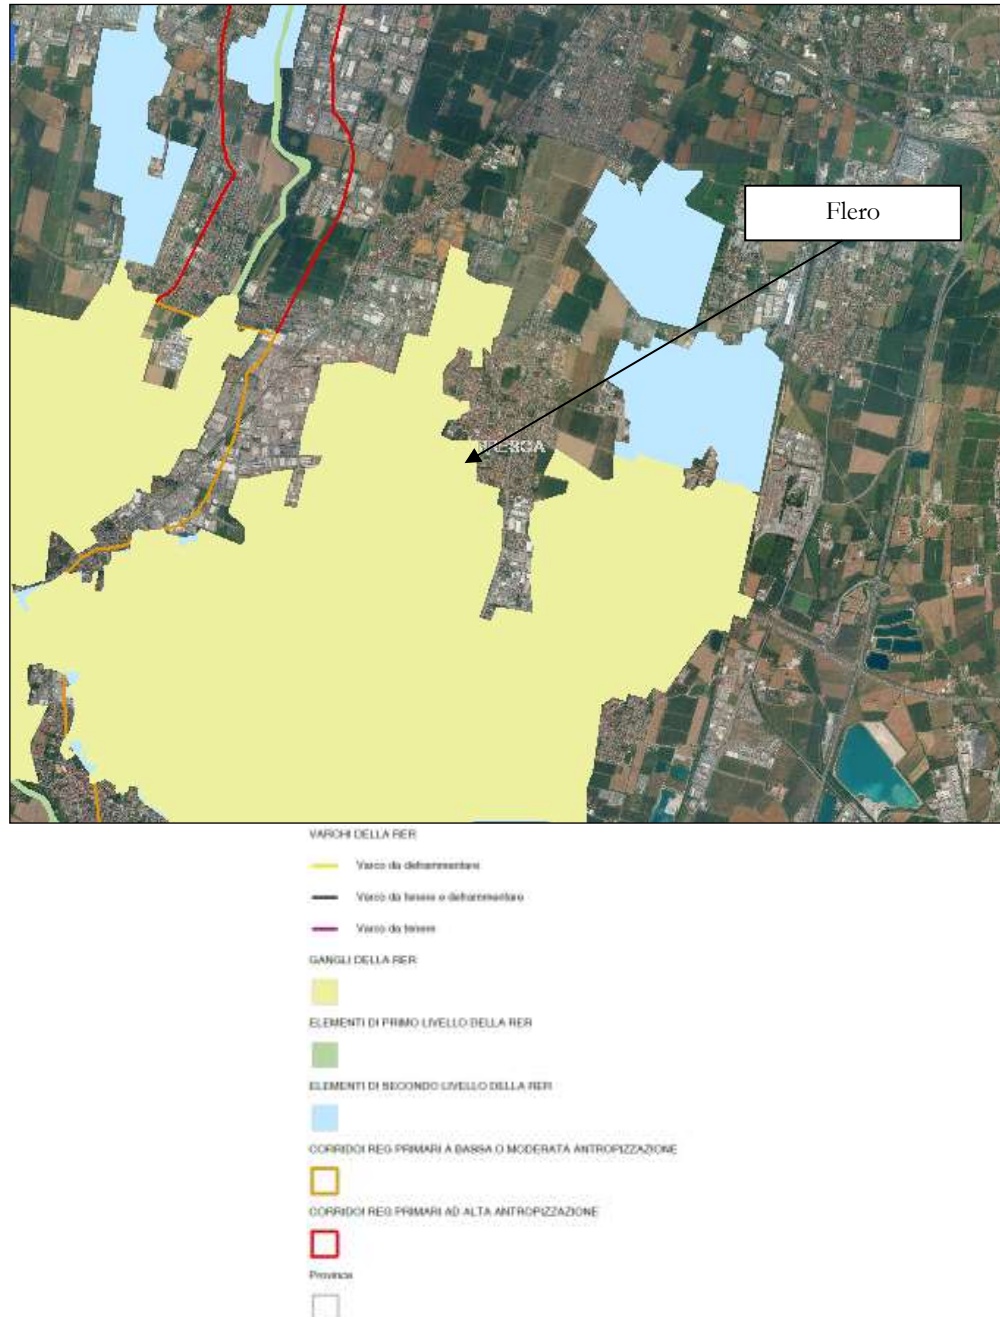 Flero
VARCHI DELLA RER
Varco da deframmentare
Varco da tenere e deframmentare
Varco da tenere
GANGLI DELLA RER
ELEMENTI DI PRIMO LIVELLO DELLA RER
ELEMENTI DI SECONDO LIVELLO DELLA RER
CORRIDOI REG PRIMARI A BASSA O MODERATA ANTROPIZZAZIONE
CORRIDOI REG PRIMARI AD ALTA ANTROPIZZAZIONE
Province